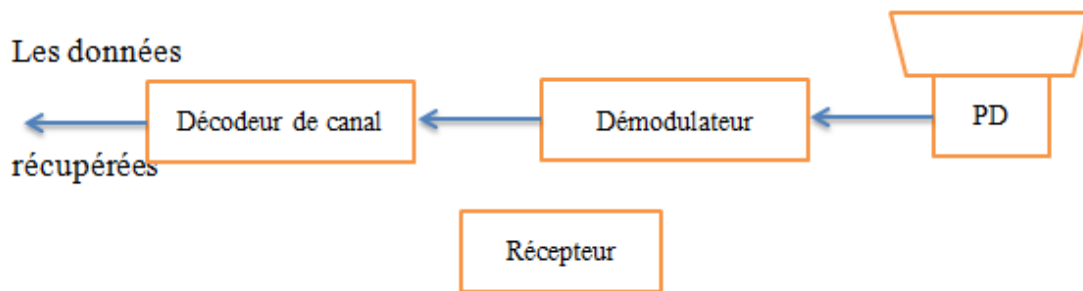 Les données
Décodeur de canal
Démodulateur
PD
récupérées
Récepteur